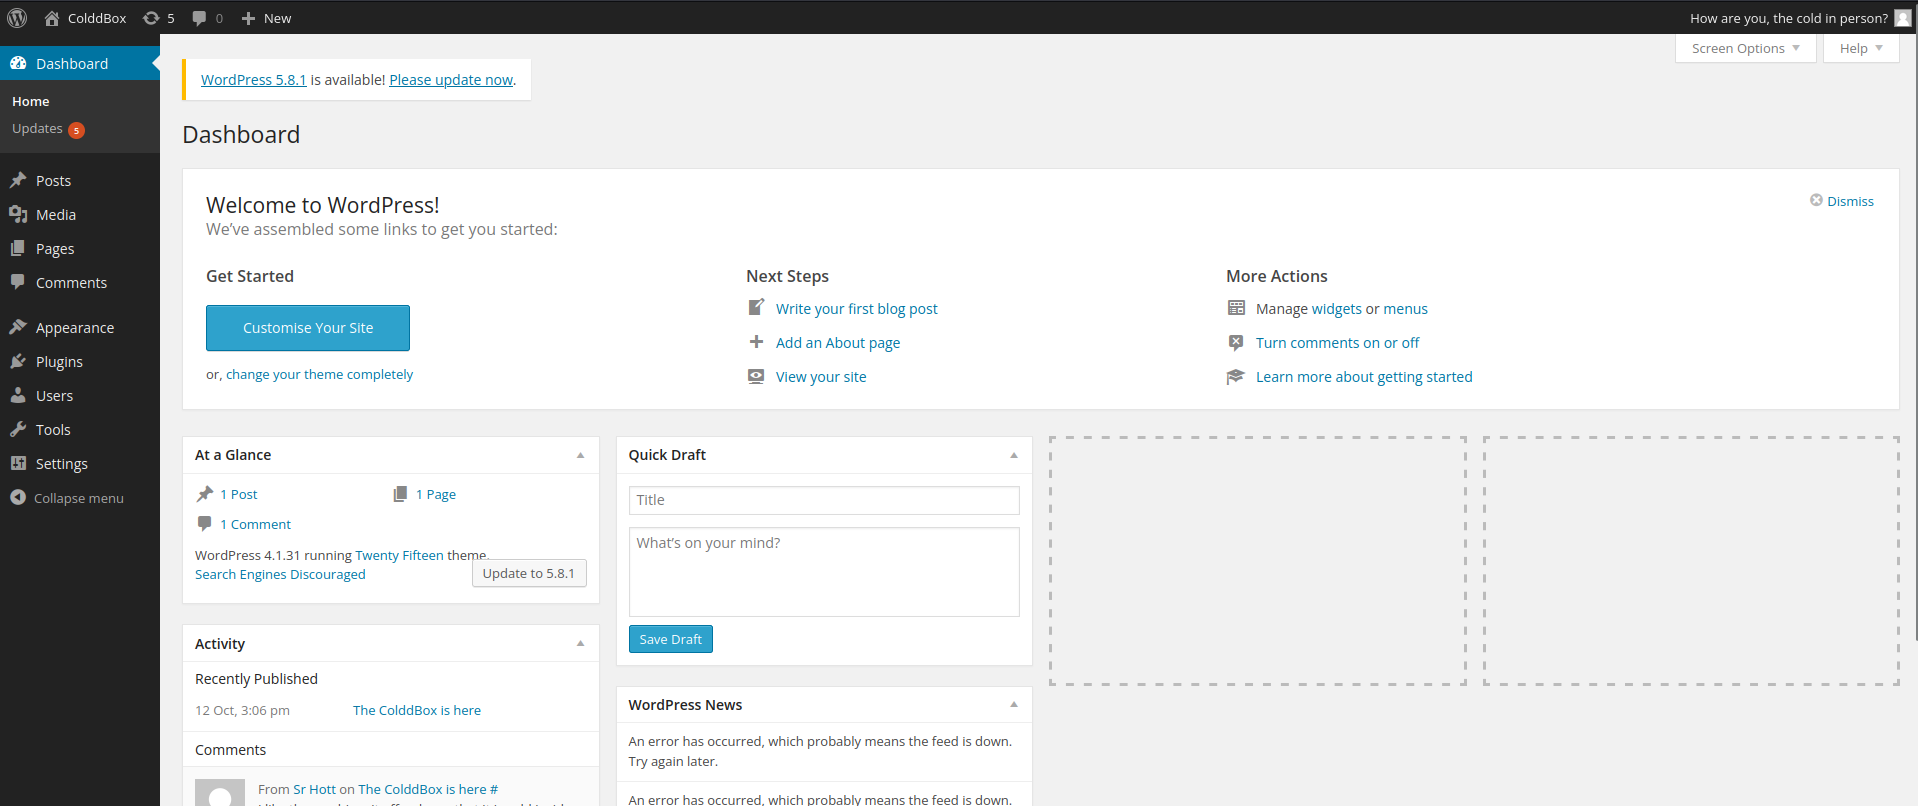 ColddBox 5 0 New How are you, the cold in person?
Dashboard
Home
Updates 5
Posts
Media
Pages
Comments
Appearance
Plugins
Users
Tools
Settings
Collapse menu
Screen Options Help
WordPress 5.8.1 is available! Please update now.
Dashboard
Welcome to WordPress!
We've assembled some links to get you started:
Dismiss
Get Started
Customise Your Site
or, change your theme completely
Next Steps
Write your first blog post
Add an About page
View your site
More Actions
Manage widgets or menus
Turn comments on or off
Learn more about getting started
At a Glance
1 Post 1 Page
1 Comment
WordPress 4.1.31 running Twenty Fifteen theme.
Search Engines Discouraged
Update to 5.8.1
Activity
Recently Published
12 Oct, 3:06 pm The ColddBox is here
Comments
From Sr Hott on The ColddBox is here #
Quick Draft
Title
What's on your mind?
Save Draft
WordPress News
An error has occurred, which probably means the feed is down.
Try again later.
An error has occurred, which probably means the feed is down.